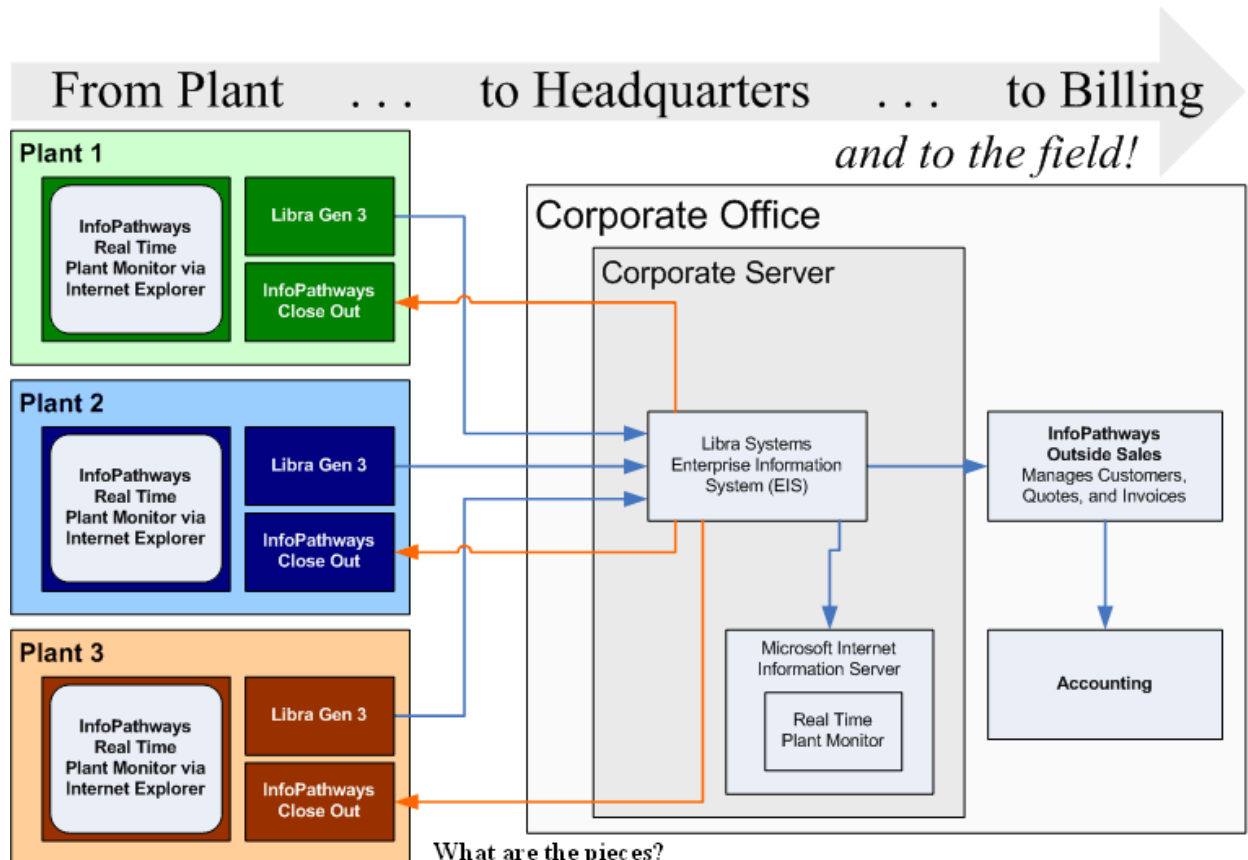 From Plant . . . to Headquarters . . . to Billing
and to the field!
Plant 1
InfoPathways
Real Time
Plant Monitor via
Internet Explorer
Libra Gen 3
InfoPathways
Close Out
Plant 2
InfoPathways
Real Time
Plant Monitor via
Internet Explorer
Libra Gen 3
InfoPathways
Close Out
Plant 3
InfoPathways
Real Time
Plant Monitor via
Internet Explorer
Libra Gen 3
InfoPathways
Close Out
Corporate Office
Corporate Server
Libra Systems
Enterprise Information
System (EIS)
Microsoft Internet
Information Server
Real Time
Plant Monitor
InfoPathways
Outside Sales
Manages Customers,
Quotes, and Invoices
Accounting
What are the pieces?